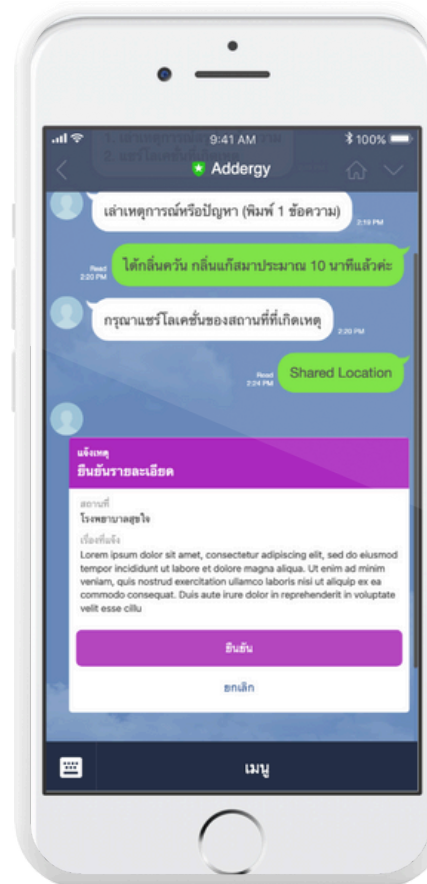 9:41 AM
100%
Addergy
เล่าเหตุการณ์หรือปัญหา (พิมพ์ 1 ข้อความ)
2:19 PM
Read
2:20 PM
ได้กลิ่นควัน กลิ่นแก๊สมาประมาณ 10 นาทีแล้วค่ะ
กรุณาแชร์โลเคชั่นของสถานที่ที่เกิดเหตุ
2:20 PM
Read
2:24 PM
Shared Location
แจ้งเหตุ
ยืนยันรายละเอียด
สถานที่
โรงพยาบาลสุขใจ
เรื่องที่แจ้ง
Lorem ipsum dolor sit amet, consectetur adipiscing elit, sed do eiusmod
tempor incididunt ut labore et dolore magna aliqua. Ut enim ad minim
veniam, quis nostrud exercitation ullamco laboris nisi ut aliquip ex ea
commodo consequat. Duis aute irure dolor in reprehenderit in voluptate
velit esse cillu
ยืนยัน
ยกเลิก
เมนู